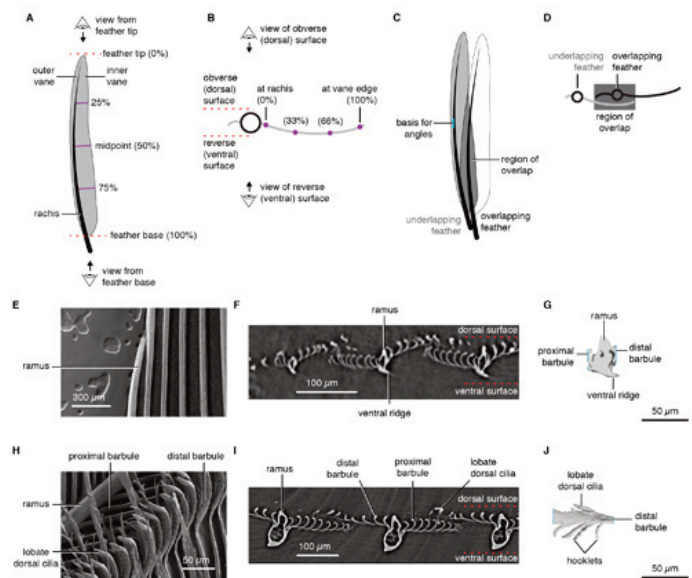 A
view from
feather tip
feather tip (0%)
outer
vane
inner
vane
25%
midpoint (50%)
75%
rachis
feather base (100%)
view from
feather base
B
view of obverse
(dorsal) surface
obverse
(dorsal)
surface
at rachis
(0%)
at vane edge
(100%)
(33%)
(66%)
reverse
(ventral)
surface
view of reverse
(ventral) surface
C
basis for
angles
region of
overlap
underlapping
feather
overlapping
feather
D
underlapping
feather
overlapping
feather
region of
overlap
E
ramus
300 µm
F
ramus
dorsal surface
100 µm
ventral surface
ventral ridge
G
ramus
proximal
barbule
distal
barbule
ventral ridge
50 µm
H
proximal barbule
distal barbule
ramus
lobate
dorsal cilia
50 µm
I
ramus
distal
barbule
proximal
barbule
lobate
dorsal cilia
dorsal surface
100 µm
ventral surface
J
lobate
dorsal cilia
distal
barbule
hooklets
50 µm